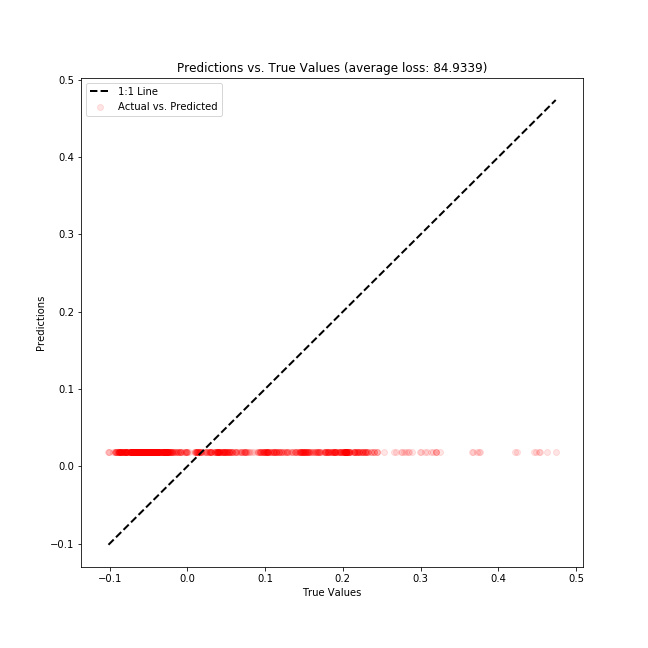 Predictions vs. True Values (average loss: 84.9339)
1:1 Line
Actual vs. Predicted
0.5
0.4
0.3
0.2
0.1
0.0
−0.1
Predictions
−0.1 0.0 0.1 0.2 0.3 0.4 0.5
True Values